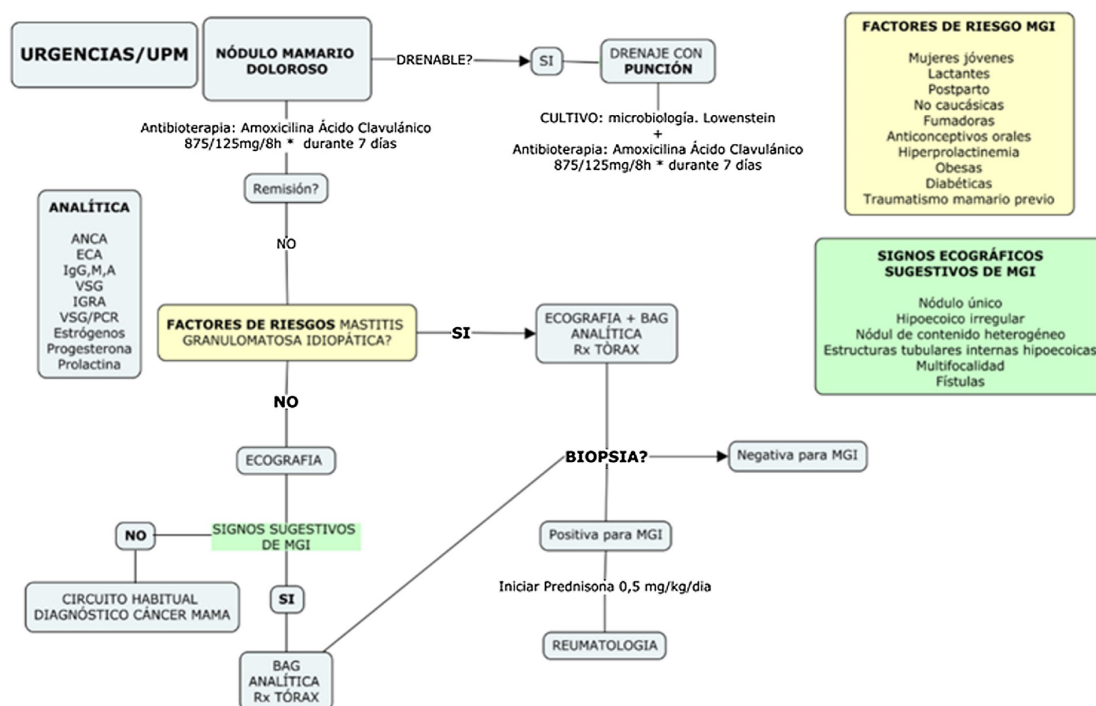 URGENCIAS/UPM
NÓDULO MAMARIO
DOLOROSO
DRENABLE?
SI
DRENAJE CON
PUNCIÓN
Antibioterapia: Amoxicilina Ácido Clavulánico
875/125mg/8h * durante 7 días
CULTIVO: microbiología. Lowenstein
+
Antibioterapia: Amoxicilina Ácido Clavulánico
875/125mg/8h * durante 7 días
Remisión?
NO
FACTORES DE RIESGO MGI
Mujeres jóvenes
Lactantes
Postparto
No caucásicas
Fumadoras
Anticonceptivos orales
Hiperprolactinemia
Obesas
Diabéticas
Traumatismo mamario previo
ANALÍTICA
ANCA
ECA
IgG,M,A
VSG
IGRA
VSG/PCR
Estrógenos
Progesterona
Prolactina
SIGNOS ECOGRÁFICOS
SUGESTIVOS DE MGI
Nódulo único
Hipoecoico irregular
Nódul de contenido heterogéneo
Estructuras tubulares internas hipoecoicas
Multifocalidad
Fístulas
FACTORES DE RIESGOS MASTITIS
GRANULOMATOSA IDIOPÁTICA?
SI
ECOGRAFIA + BAG
ANALÍTICA
Rx TÒRAX
NO
ECOGRAFIA
BIOPSIA?
Negativa para MGI
SIGNOS SUGESTIVOS
DE MGI
NO
CIRCUITO HABITUAL
DIAGNÓSTICO CÁNCER MAMA
SI
BAG
ANALÍTICA
Rx TÓRAX
Positiva para MGI
Iniciar Prednisona 0,5 mg/kg/dia
REUMATOLOGIA